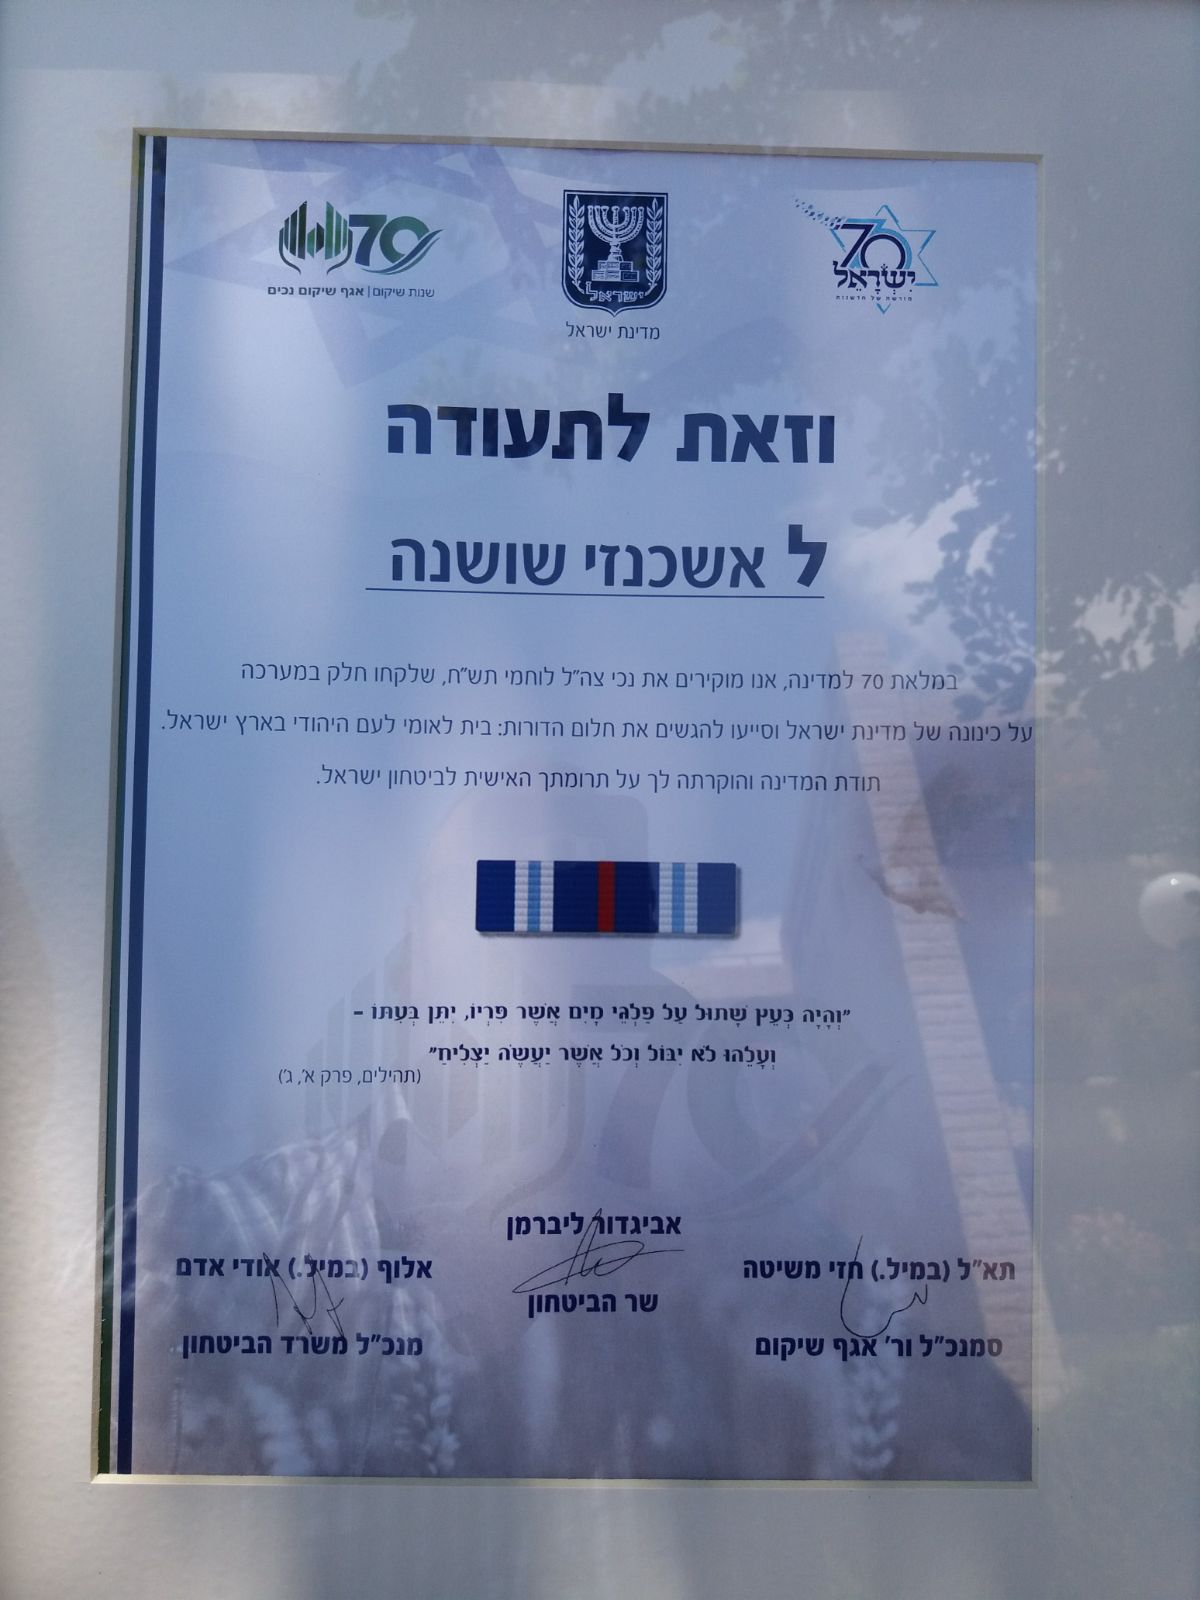 70
שנות שיקום | אגף שיקום נכים
ישראל
מדינת ישראל
70
יִשְׂרָאֵל
מורשת של חדשנות
וזאת לתעודה
ל אשכנזי שושנה
במלאת 70 למדינה, אנו מוקירים את נכי צה"ל לוחמי תש"ח, שלקחו חלק במערכה
על כינונה של מדינת ישראל וסייעו להגשים את חלום הדורות: בית לאומי לעם היהודי בארץ ישראל.
תודת המדינה והוקרתה לך על תרומתך האישית לביטחון ישראל.
"וְהָיָה כְּעֵץ שָׁתוּל עַל פַּלְגֵי מָיִם אֲשֶׁר פִּרְיוֹ, יִתֵּן בְּעִתּוֹ –
וְעָלֵהוּ לֹא יִבּוֹל וְכֹל אֲשֶׁר יַעֲשֶׂה יַצְלִיחַ"
(תהילים, פרק א', ג')
תא"ל (במיל.) חזי משיטה
סמנכ"ל ור' אגף שיקום
אביגדור ליברמן
שר הביטחון
אלוף (במיל.) אודי אדם
מנכ"ל משרד הביטחון